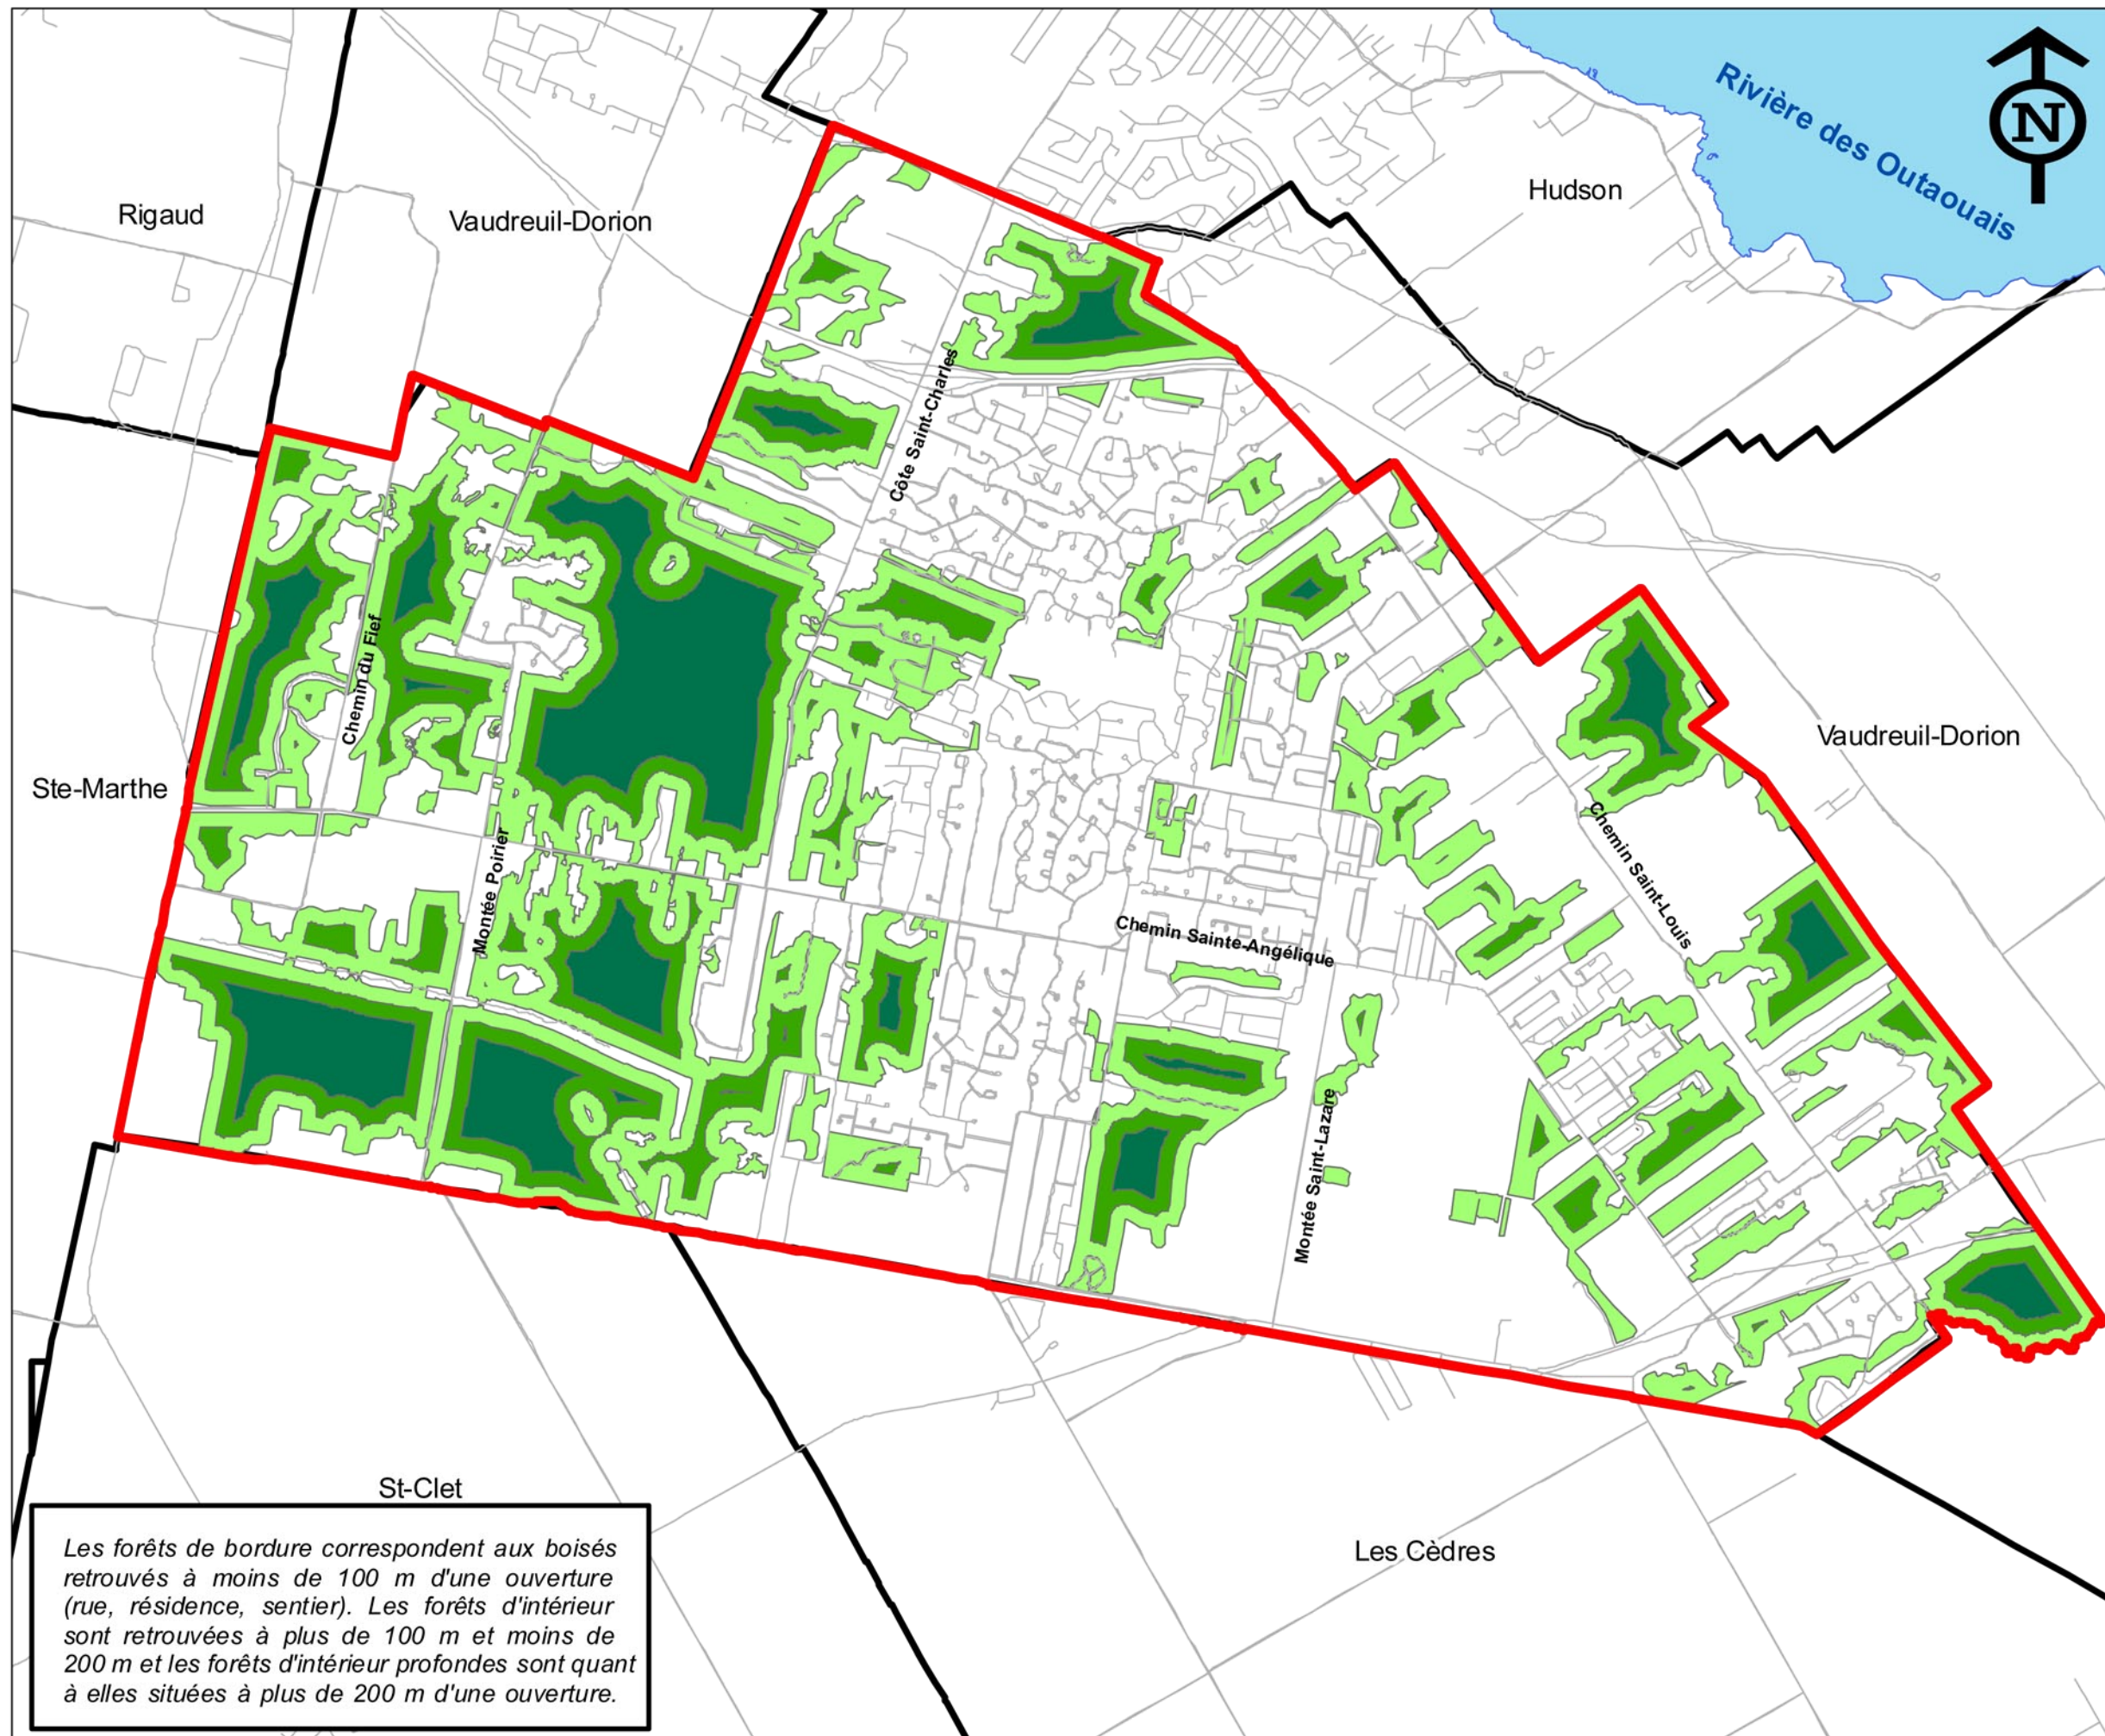 N
Rivière des Outaouais
Hudson
Rigaud
Vaudreuil-Dorion
Côte Saint-Charles
Chemin du Fief
Vaudreuil-Dorion
Ste-Marthe
Chemin Saint-Louis
Montée Poirier
Chemin Sainte-Angélique
Montée Saint-Lazare
St-Clet
Les Cèdres
Les forêts de bordure correspondent aux boisés
retrouvés à moins de 100 m d'une ouverture
(rue, résidence, sentier). Les forêts d'intérieur
sont retrouvées à plus de 100 m et moins de
200 m et les forêts d'intérieur profondes sont quant
à elles situées à plus de 200 m d'une ouverture.